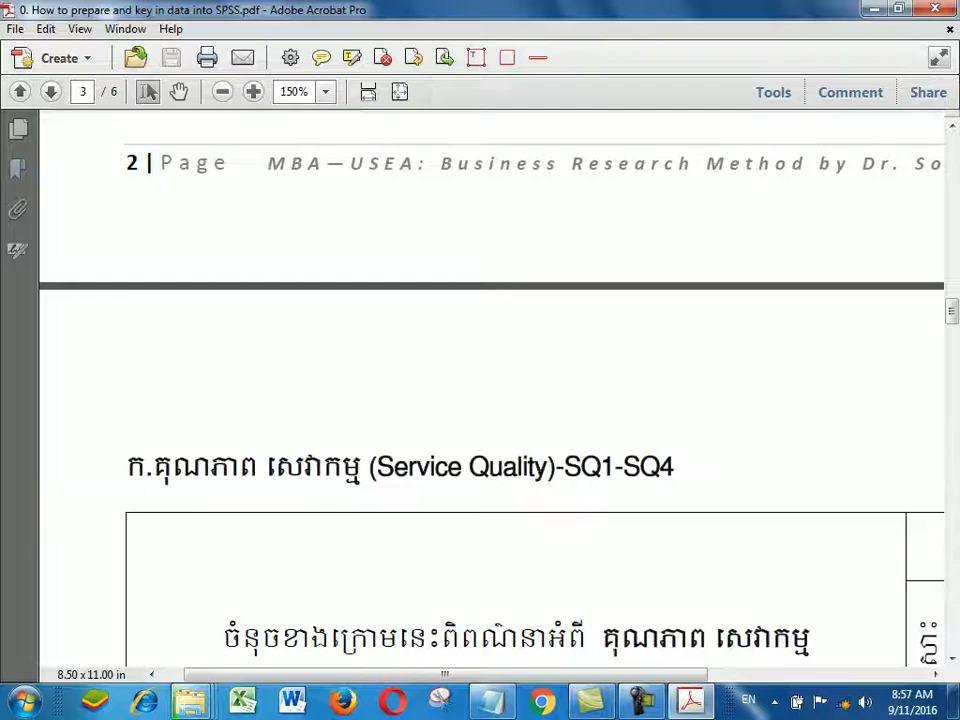 0. How to prepare and key in data into SPSS.pdf - Adobe Acrobat Pro
File Edit View Window Help
Create
3 / 6 150% Tools Comment Share
2 | Page MBA—USEA: Business Research Method by Dr. So
ក.គុណភាព សេវាកម្ម (Service Quality)-SQ1-SQ4
ចំនុចខាងក្រោមនេះពិពណ៌នាអំពី គុណភាព សេវាកម្ម
8.50 x 11.00 in
EN
8:57 AM
9/11/2016